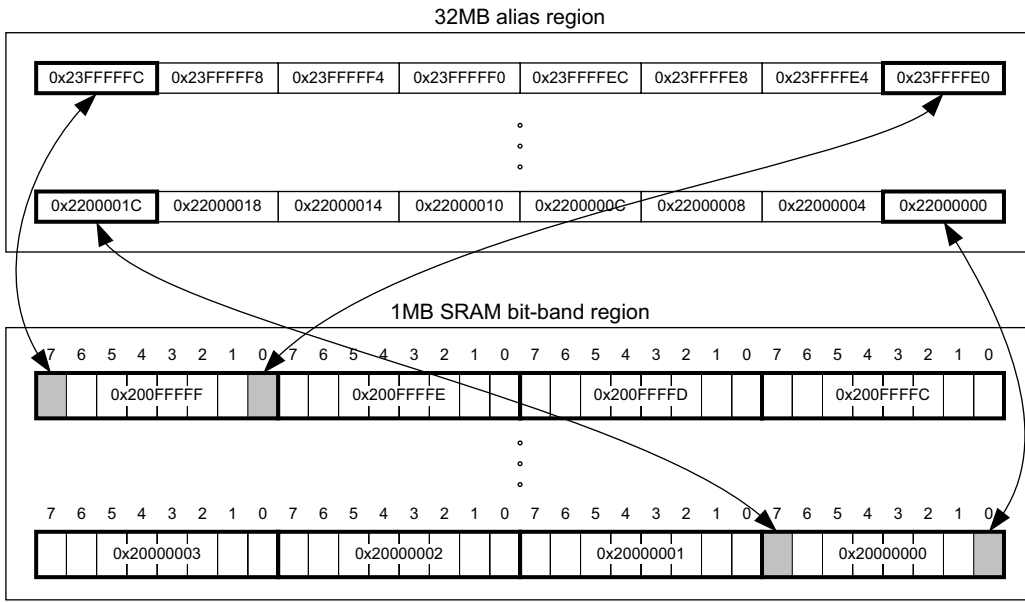 32MB alias region
0x23FFFFFC 0x23FFFFF8 0x23FFFFF4 0x23FFFFF0 0x23FFFFEC 0x23FFFFE8 0x23FFFFE4 0x23FFFFE0
0x2200001C 0x22000018 0x22000014 0x22000010 0x2200000C 0x22000008 0x22000004 0x22000000
1MB SRAM bit-band region
7 6 5 4 3 2 1 0 7 6 5 4 3 2 1 0 7 6 5 4 3 2 1 0 7 6 5 4 3 2 1 0
0x200FFFFF 0x200FFFFE 0x200FFFFD 0x200FFFFC
7 6 5 4 3 2 1 0 7 6 5 4 3 2 1 0 7 6 5 4 3 2 1 0 7 6 5 4 3 2 1 0
0x20000003 0x20000002 0x20000001 0x20000000